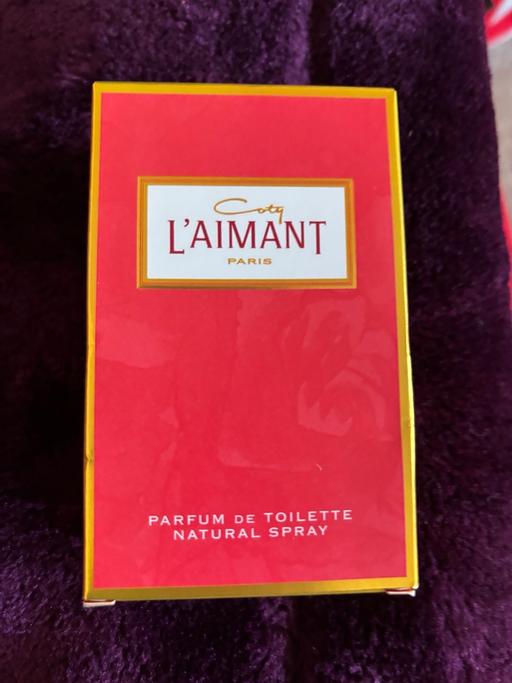 Coty
L'AIMANT
PARIS
PARFUM DE TOILETTE
NATURAL SPRAY